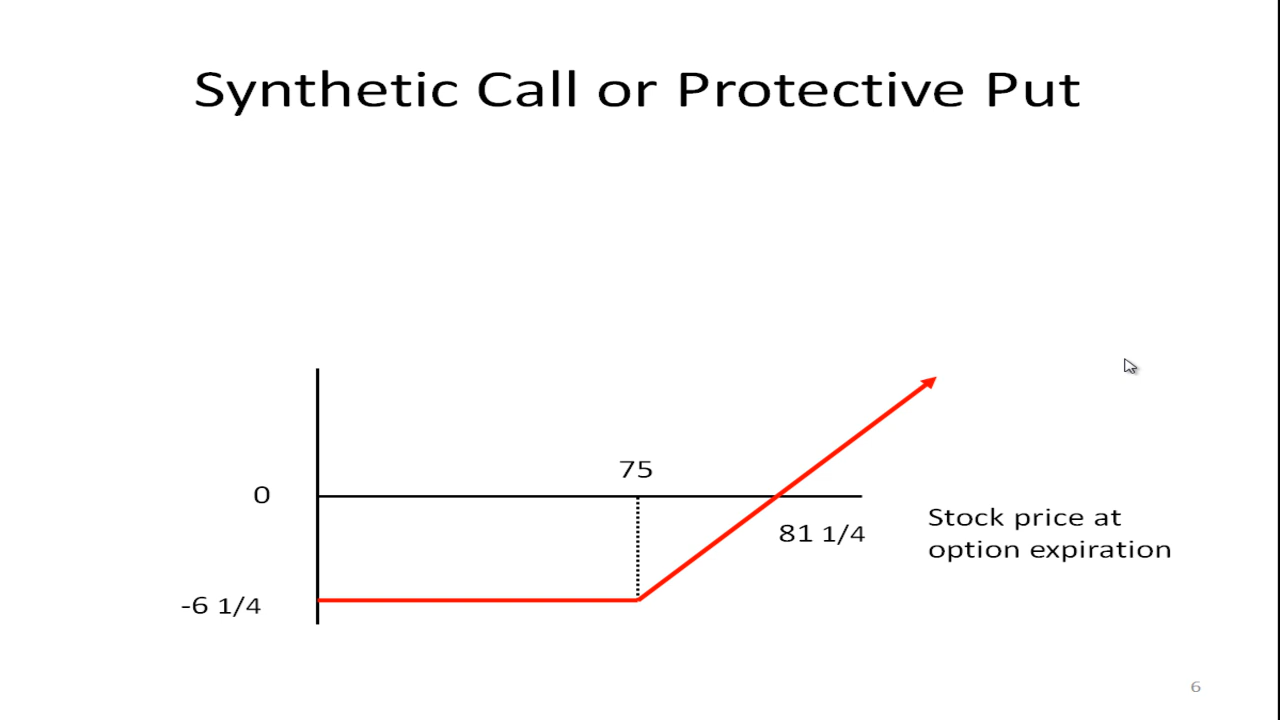 Synthetic Call or Protective Put
75
0
81 1/4
Stock price at
option expiration
-6 1/4
6